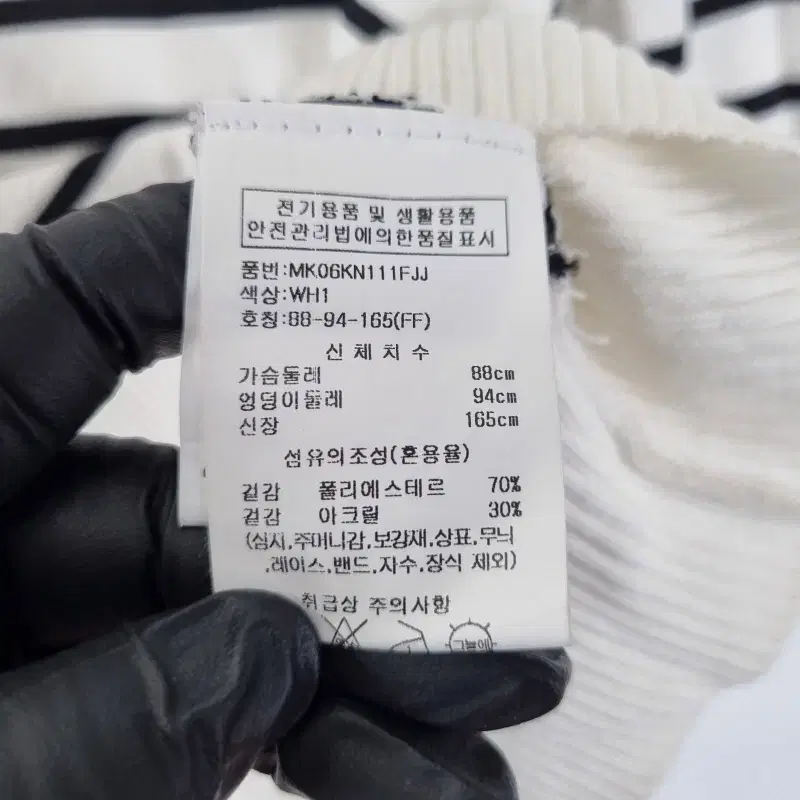 전기용품 및 생활용품
안전관리법에의한품질표시
품번:MK06KN111FJJ
색상:WH1
호칭:88-94-165(FF)
신체치수
가슴둘레 88cm
엉덩이둘레 94cm
신장 165cm
섬유의조성(혼용율)
겉감 폴리에스테르 70%
겉감 아크릴 30%
(심지,주머니감,보강재,상표,무늬
,레이스,밴드,자수,장식 제외)
취급상 주의사항
그늘에